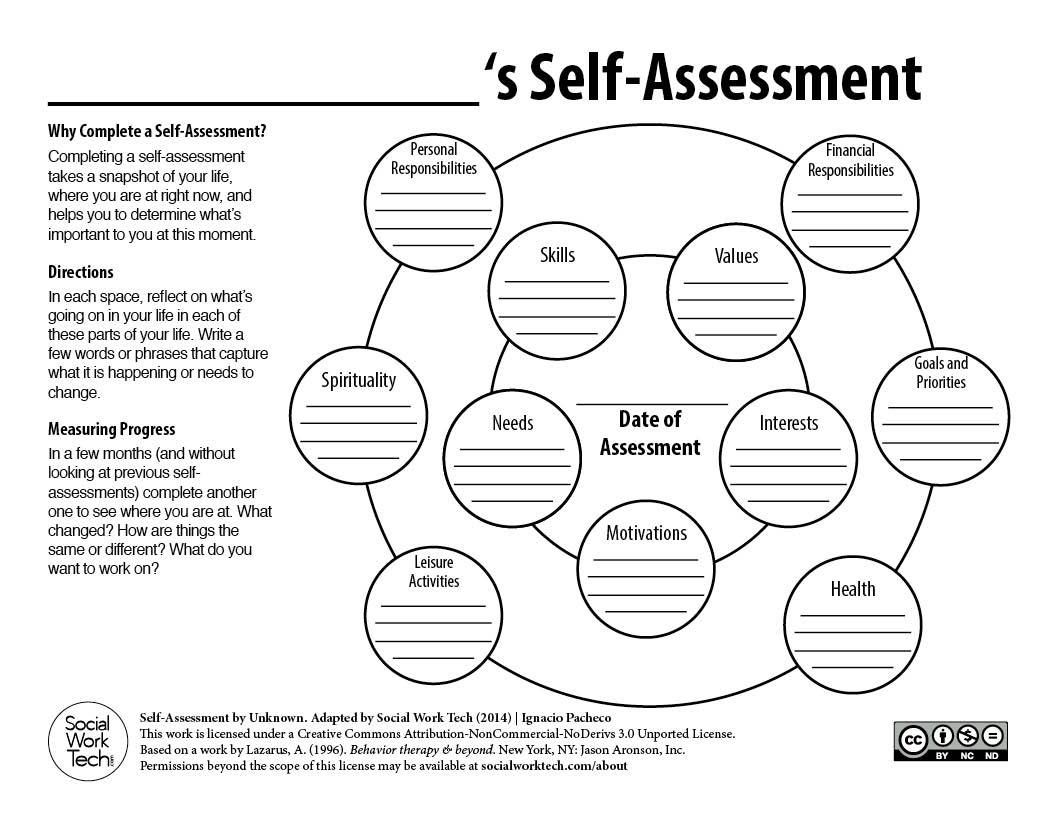 ‘s Self-Assessment
Why Complete a Self-Assessment?
Completing a self-assessment
takes a snapshot of your life,
where you are at right now, and
helps you to determine what’s
important to you at this moment.
Directions
In each space, reflect on what’s
going on in your life in each of
these parts of your life. Write a
few words or phrases that capture
what it is happening or needs to
change.
Measuring Progress
In a few months (and without
looking at previous self-
assessments) complete another
one to see where you are at. What
changed? How are things the
same or different? What do you
want to work on?
Personal
Responsibilities
Financial
Responsibilities
Skills
Values
Spirituality
Goals and
Priorities
Needs
Date of
Assessment
Interests
Motivations
Leisure
Activities
Health
Social
Work
Tech.com
Self-Assessment by Unknown. Adapted by Social Work Tech (2014) | Ignacio Pacheco
This work is licensed under a Creative Commons Attribution-NonCommercial-NoDerivs 3.0 Unported License.
Based on a work by Lazarus, A. (1996). Behavior therapy & beyond. New York, NY: Jason Aronson, Inc.
Permissions beyond the scope of this license may be available at socialworktech.com/about
cc
BY NC ND